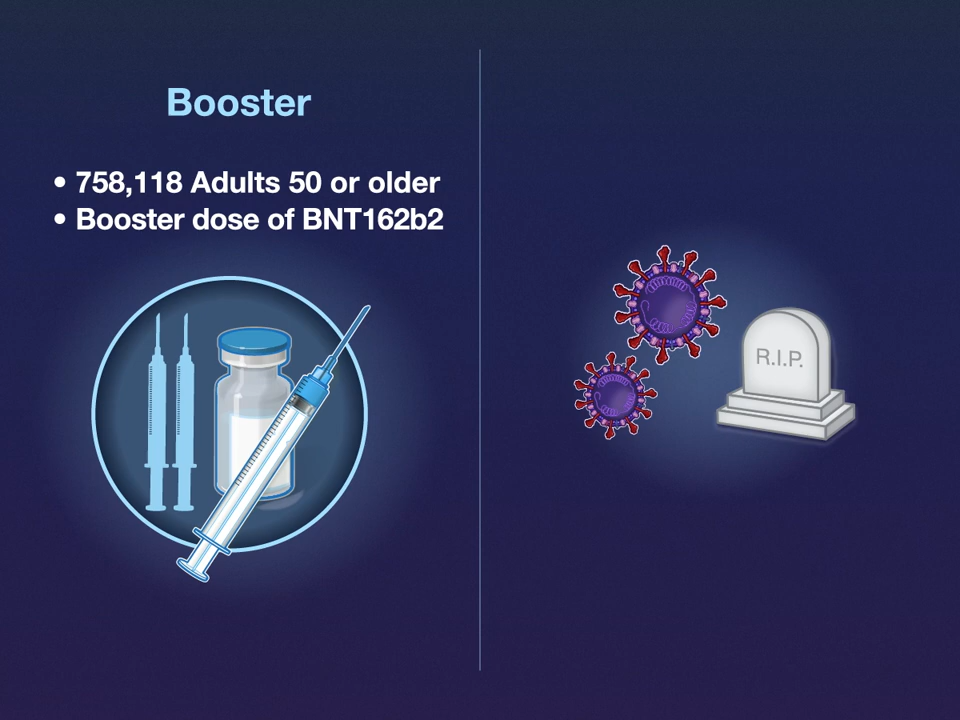 Booster
• 758,118 Adults 50 or older
• Booster dose of BNT162b2
R.I.P.